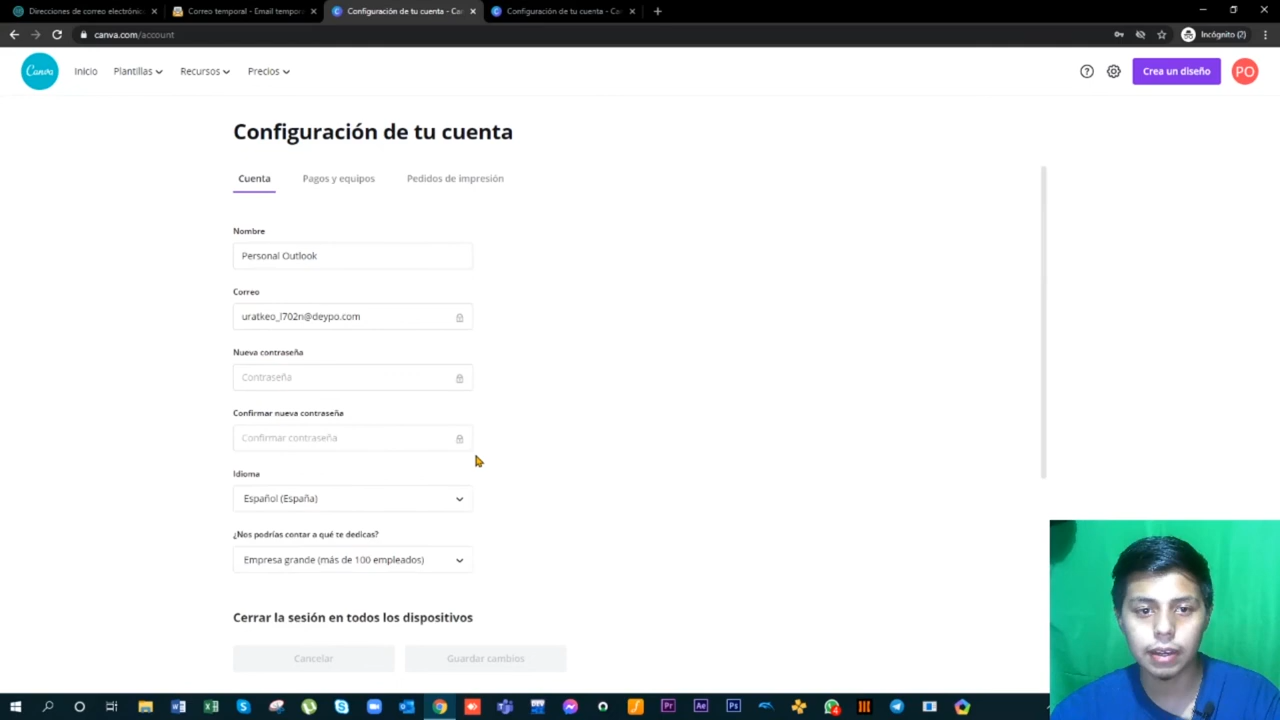 Direcciones de correo electrónic
Correo temporal - Email tempora
Configuración de tu cuenta - Can
Configuración de tu cuenta - Can
canva.com/account
Incógnito (2)
Canva
Inicio
Plantillas
Recursos
Precios
Crea un diseño
PO
Configuración de tu cuenta
Cuenta
Pagos y equipos
Pedidos de impresión
Nombre
Personal Outlook
Correo
uratkeo_l702n@deypo.com
Nueva contraseña
Contraseña
Confirmar nueva contraseña
Confirmar contraseña
Idioma
Español (España)
¿Nos podrías contar a qué te dedicas?
Empresa grande (más de 100 empleados)
Cerrar la sesión en todos los dispositivos
Cancelar
Guardar cambios